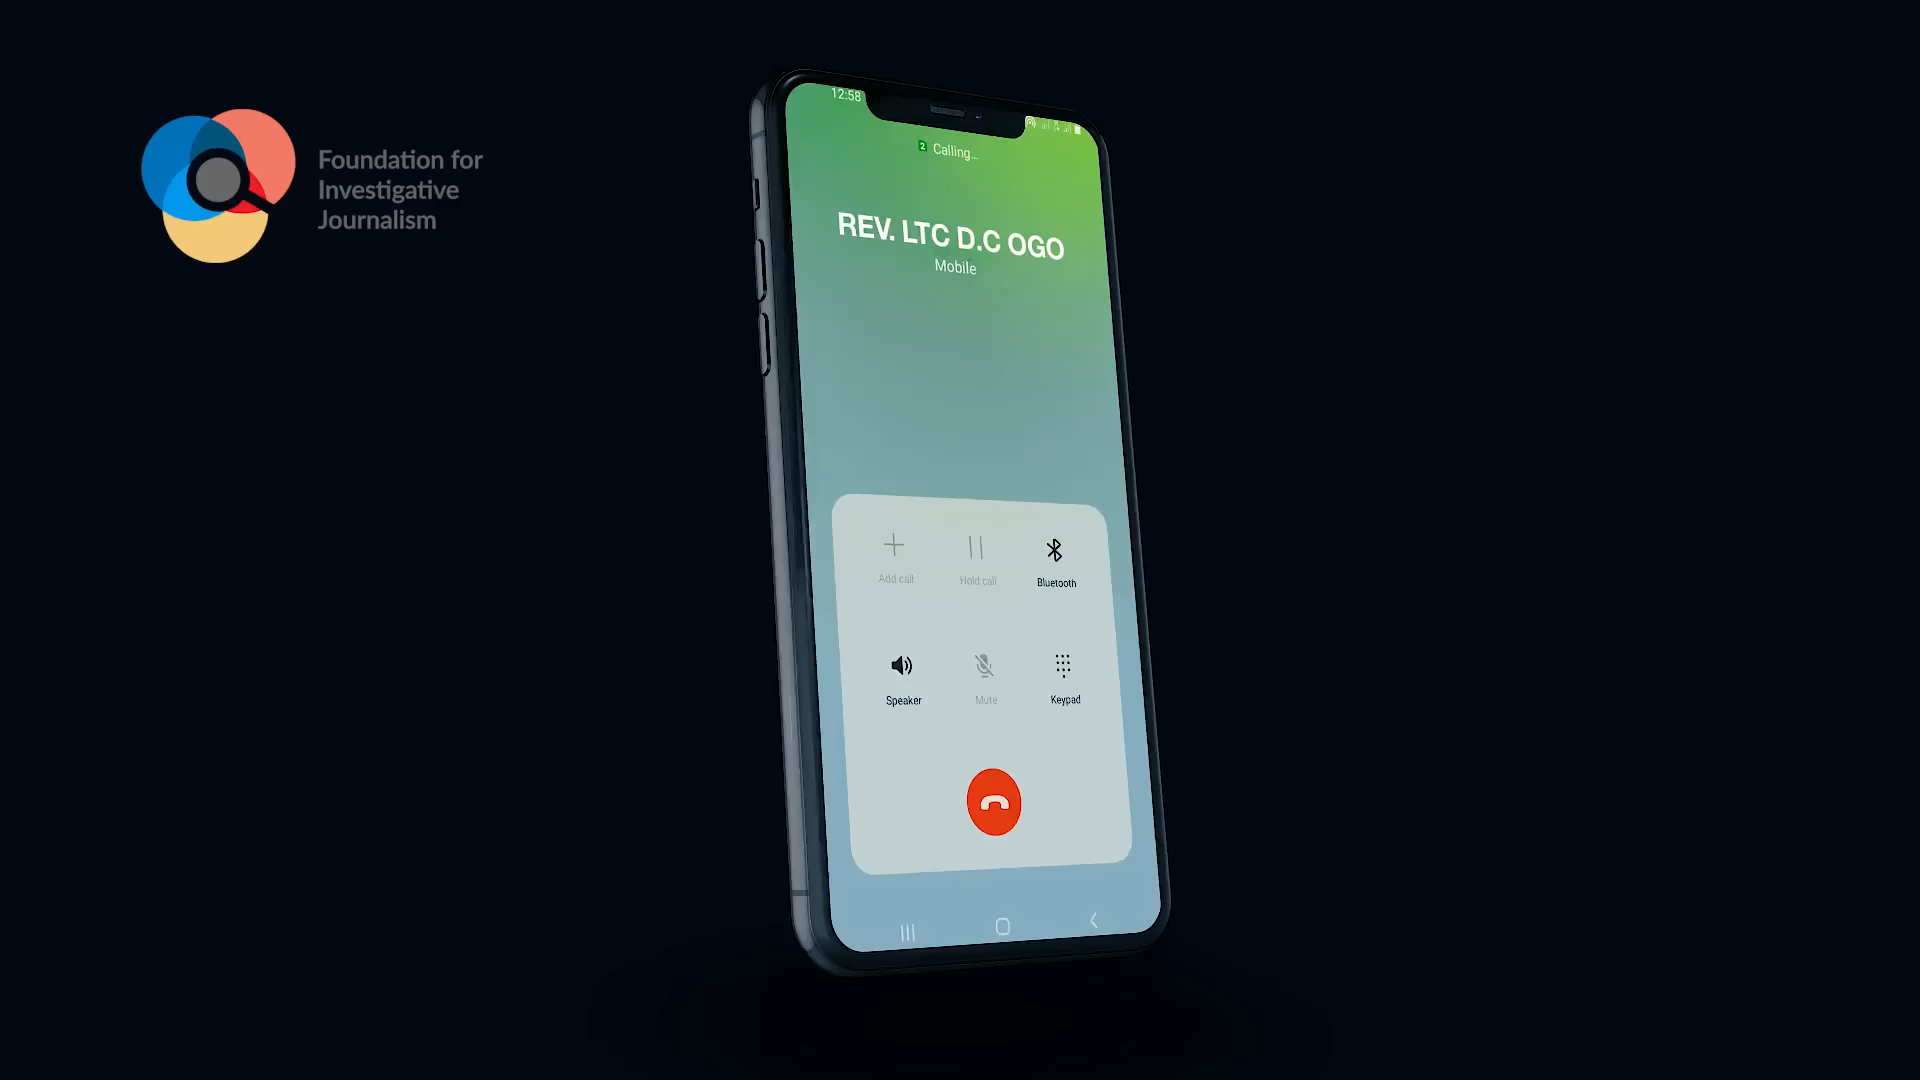 Foundation for
Investigative
Journalism
12:58
2 Calling...
REV. LTC D.C OGO
Mobile
Add call
Hold call
Bluetooth
Speaker
Mute
Keypad